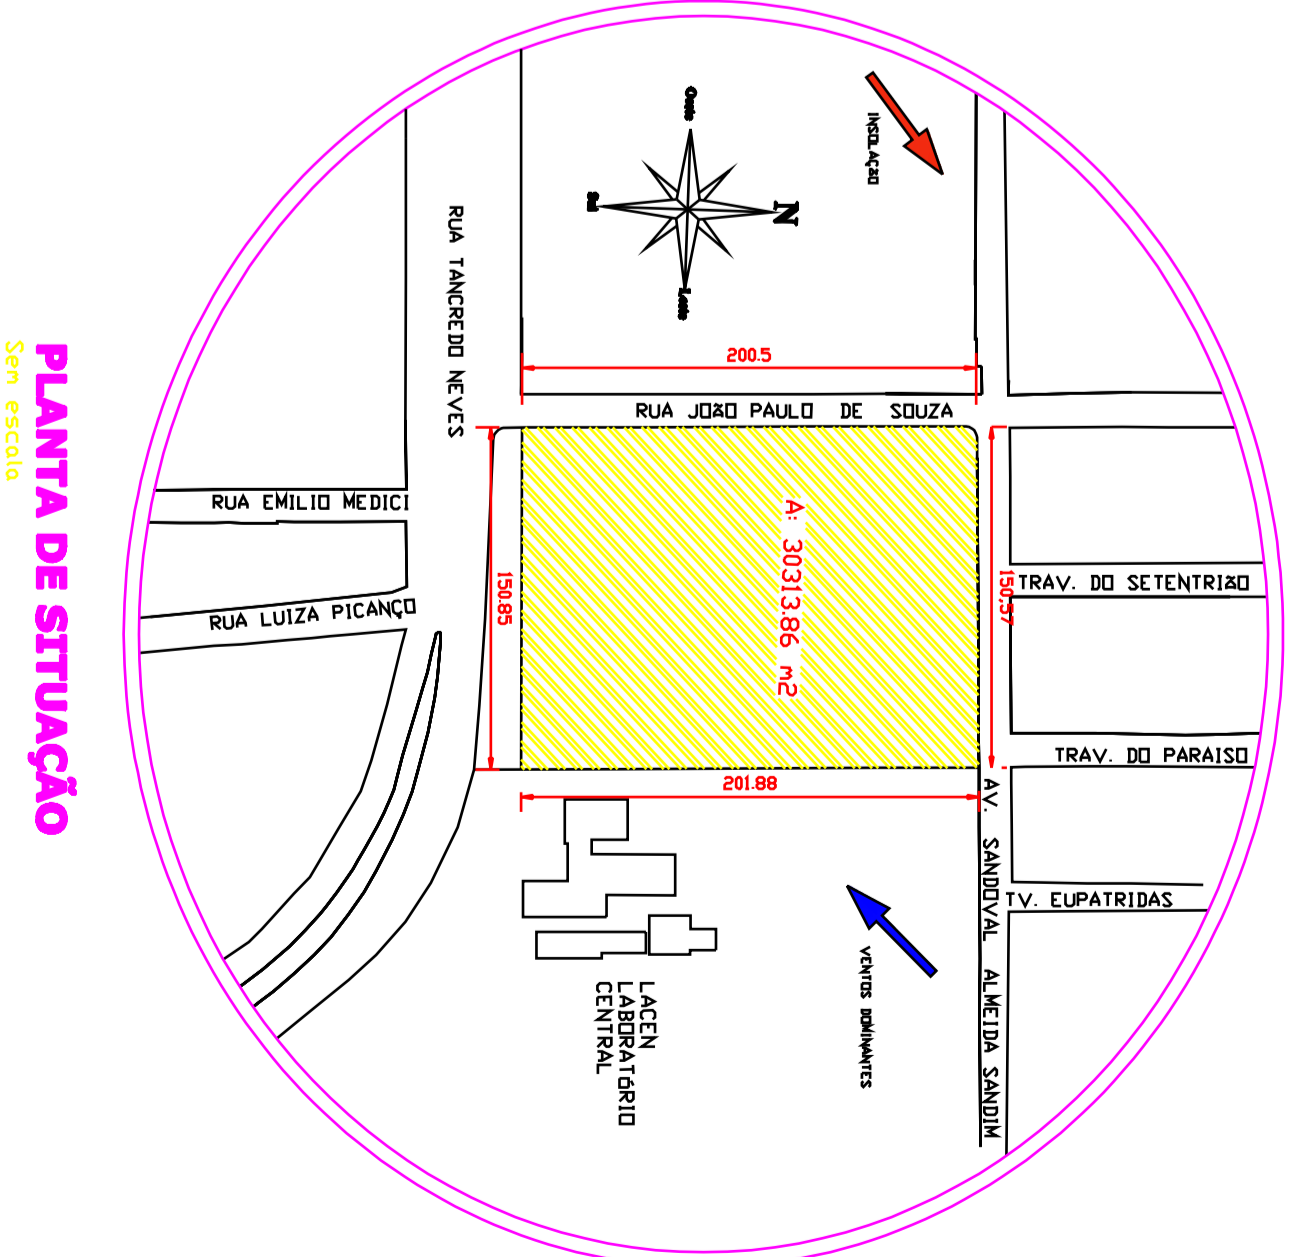 PLANTA DE SITUAÇÃO
Sem escala
INSOLAÇãO
Oeste
N
Sul
Leste
RUA TANCREDO NEVES
200.5
RUA JOãO PAULO DE SOUZA
RUA EMILIO MEDICI
RUA LUIZA PICANÇO
150.85
A: 30313.86 m2
150,57
TRAV. DO SETENTRIãO
TRAV. DO PARAISO
201.88
AV. SANDOVAL ALMEIDA SANDIM
TV. EUPATRIDAS
VENTOS DOMINANTES
LACEN
LABORATóRIO
CENTRAL